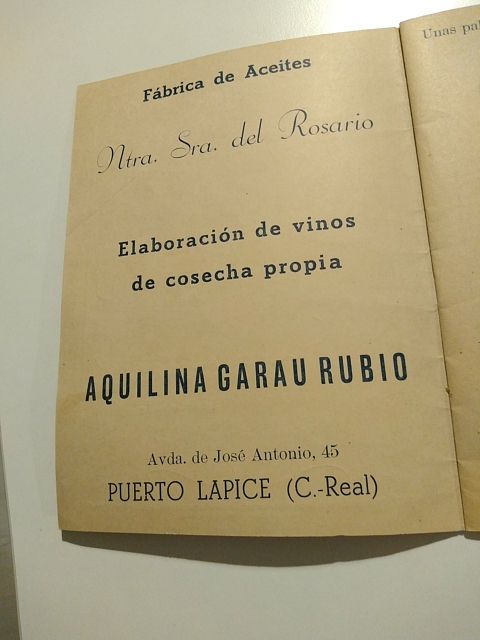 Fábrica de Aceites
Ntra. Sra. del Rosario
Elaboración de vinos
de cosecha propia
AQUILINA GARAU RUBIO
Avda. de José Antonio, 45
PUERTO LAPICE (C.-Real)
Unas